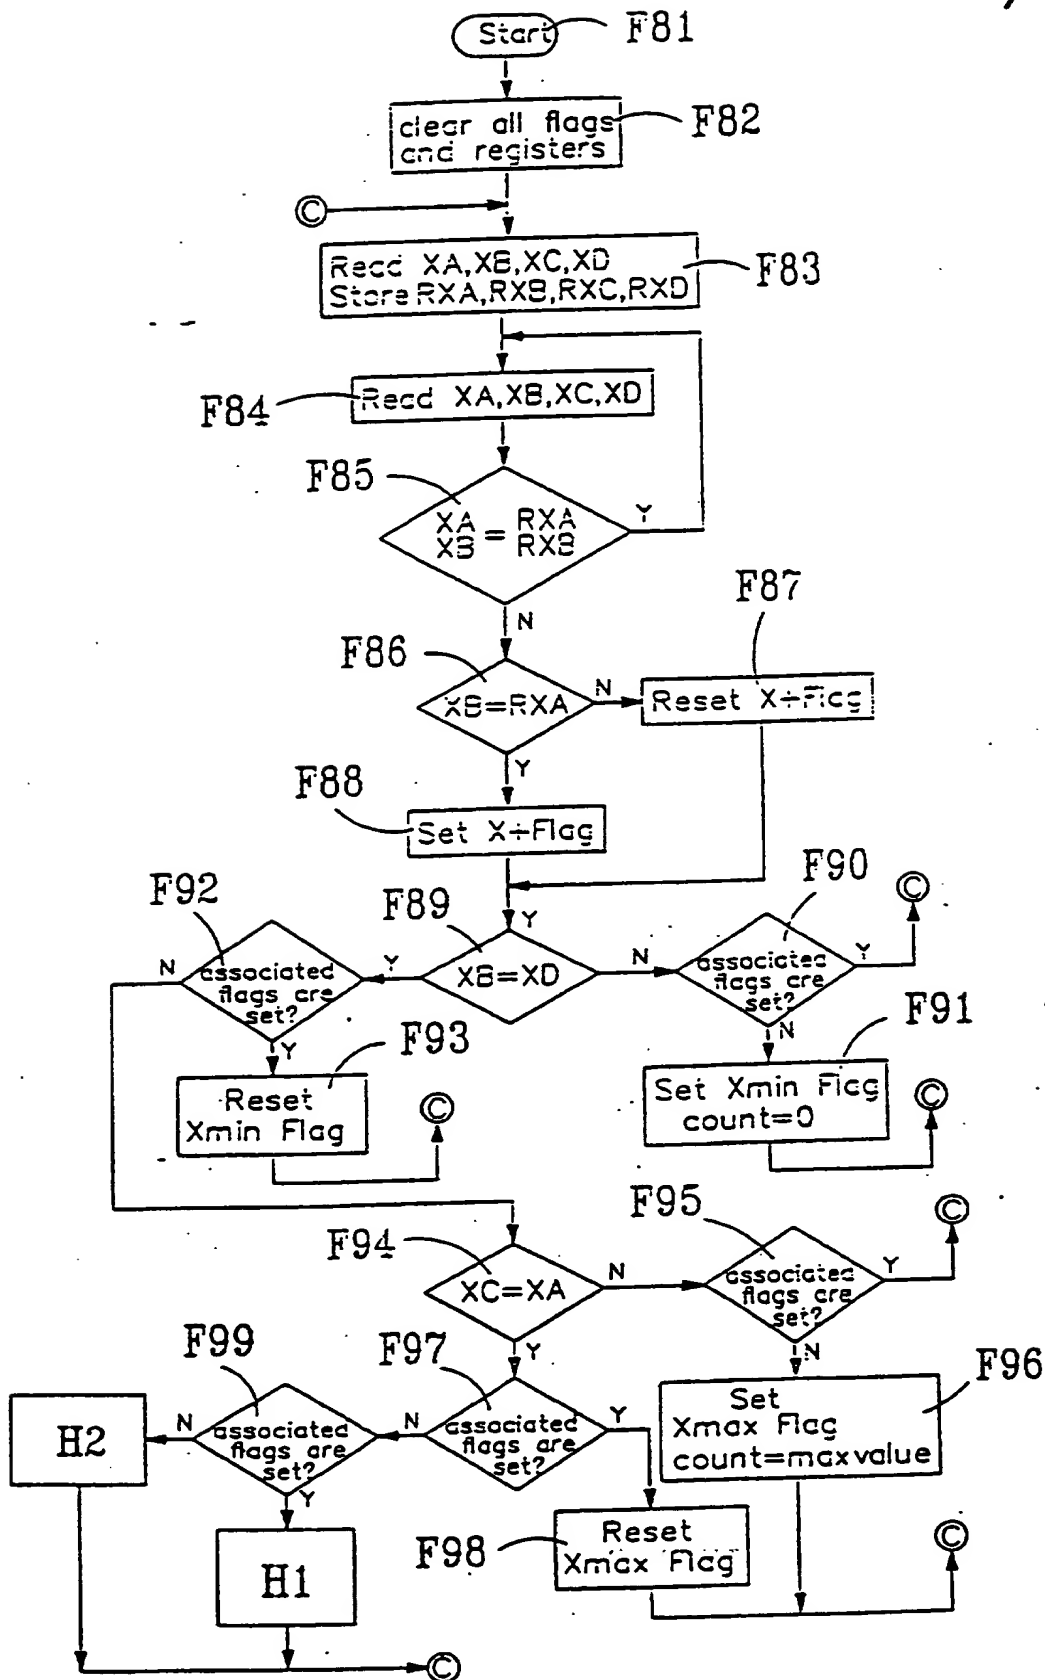 Start
F81
clear all flags
and registers
F82
C
Read XA,XB,XC,XD
Store RXA,RXB,RXC,RXD
F83
F84
Read XA,XB,XC,XD
F85
XA = RXA
XB RXB
Y
N
F87
F86
XB=RXA
N
Reset X+Flag
Y
F88
Set X+Flag
F92
F89
F90
C
Y
N
associated
flags are
set?
Y
XB=XD
N
associated
flags are
set?
Y
Y
F93
N
F91
Reset
Xmin Flag
C
Set Xmin Flag
count=0
C
F95
C
F94
XC=XA
N
associated
flags are
set?
Y
Y
N
F99
F97
F96
H2
N
associated
flags are
set?
N
associated
flags are
set?
Y
Set
Xmax Flag
count=maxvalue
Y
H1
F98
Reset
Xmax Flag
C
C